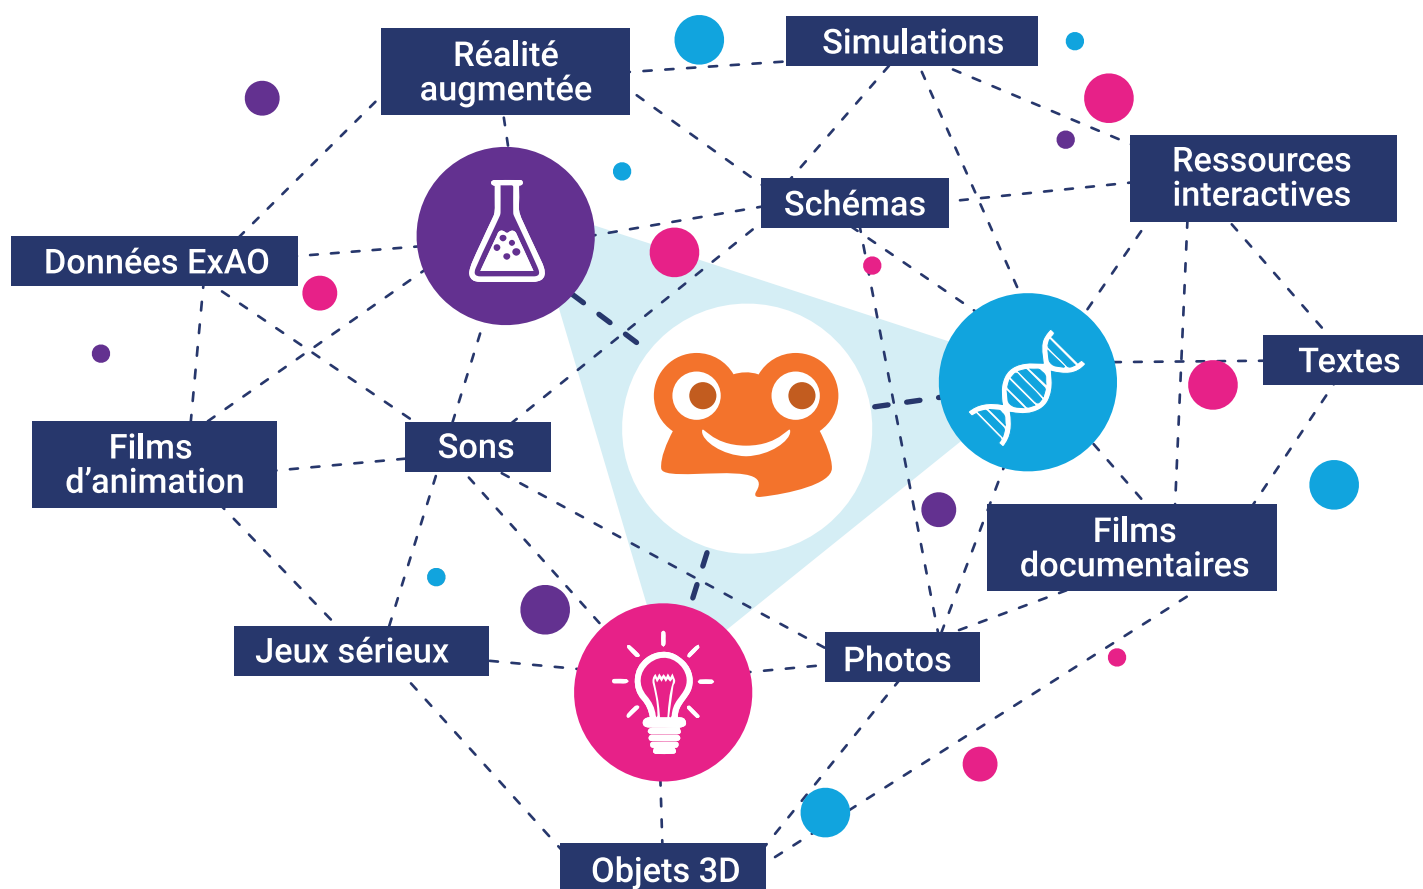 Simulations
Réalité
augmentée
Ressources
interactives
Schémas
Données ExAO
Textes
Films
d'animation
Sons
Films
documentaires
Jeux sérieux
Photos
Objets 3D